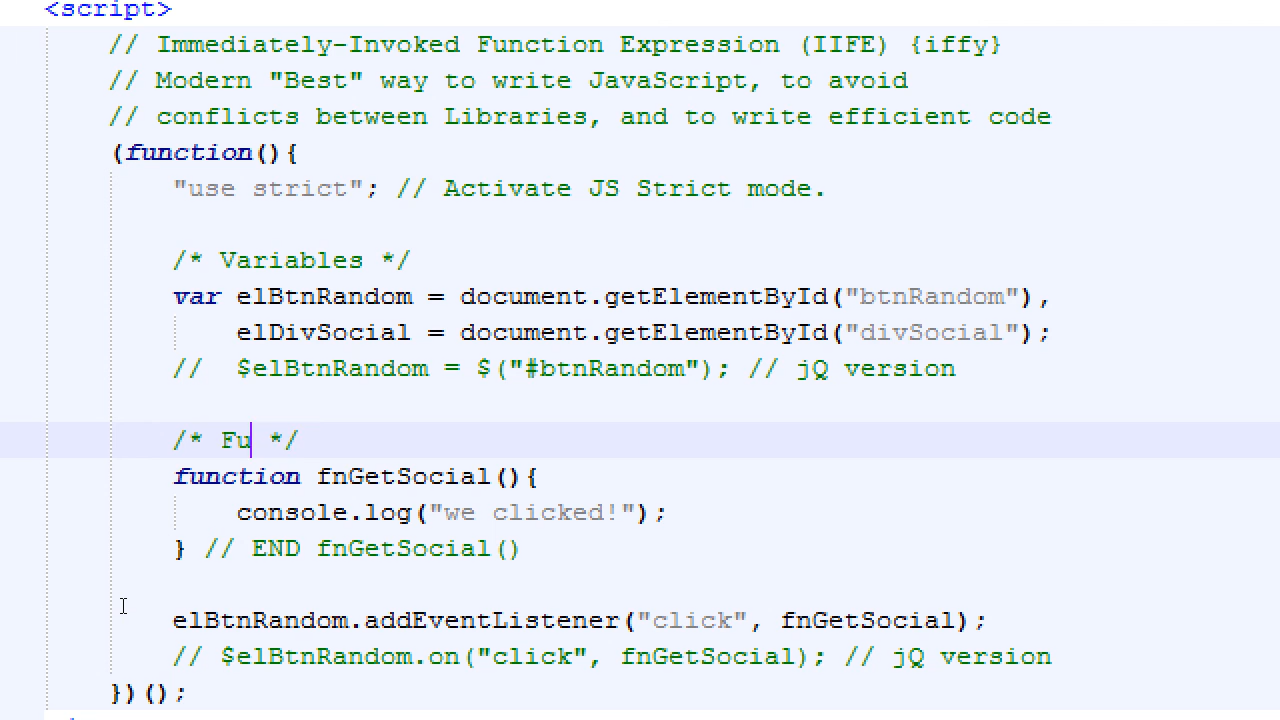 <script>
// Immediately-Invoked Function Expression (IIFE) {iffy}
// Modern "Best" way to write JavaScript, to avoid
// conflicts between Libraries, and to write efficient code
(function(){
"use strict"; // Activate JS Strict mode.
/* Variables */
var elBtnRandom = document.getElementById("btnRandom"),
elDivSocial = document.getElementById("divSocial");
//  $elBtnRandom = $("#btnRandom"); // jQ version
/* Fu */
function fnGetSocial(){
console.log("we clicked!");
} // END fnGetSocial()
elBtnRandom.addEventListener("click", fnGetSocial);
// $elBtnRandom.on("click", fnGetSocial); // jQ version
})();